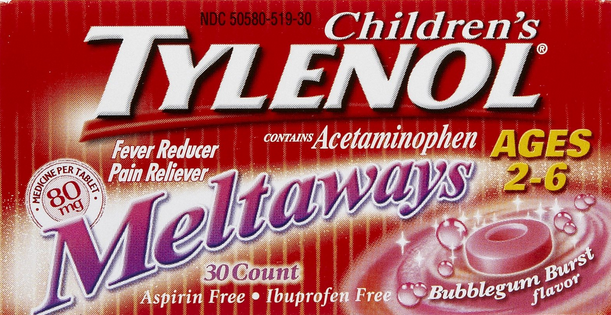 NDC 50580-519-30
Children's
TYLENOL®
CONTAINS Acetaminophen
Fever Reducer
Pain Reliever
AGES
2-6
• MEDICINE PER TABLET •
80
mg
Meltaways
30 Count
Aspirin Free • Ibuprofen Free
Bubblegum Burst
flavor